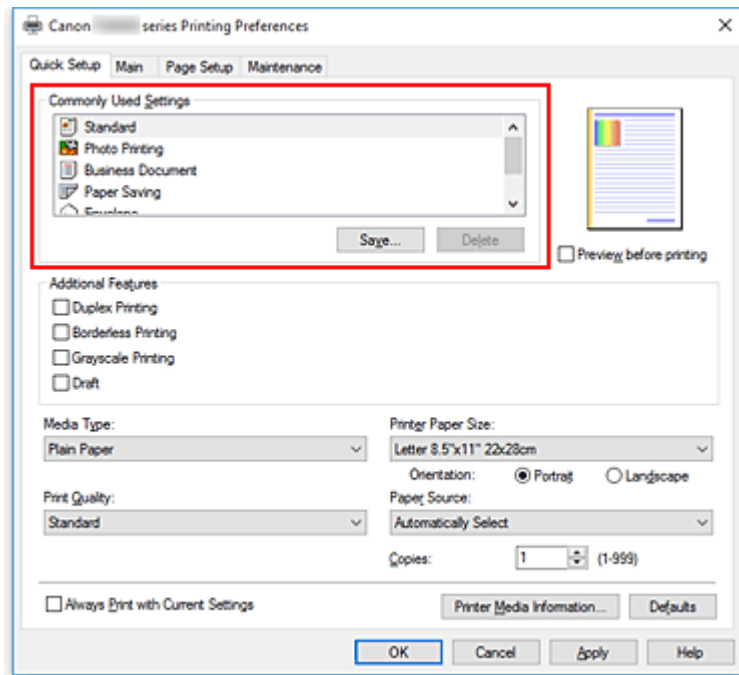 Canon series Printing Preferences
Quick Setup Main Page Setup Maintenance
Commonly Used Settings
Standard
Photo Printing
Business Document
Paper Saving
Save... Delete
Preview before printing
Additional Features
Duplex Printing
Borderless Printing
Grayscale Printing
Draft
Media Type: Printer Paper Size:
Plain Paper Letter 8.5"x11" 22x28cm
Orientation: Portrait Landscape
Print Quality: Paper Source:
Standard Automatically Select
Copies: 1 (1-999)
Always Print with Current Settings Printer Media Information... Defaults
OK Cancel Apply Help